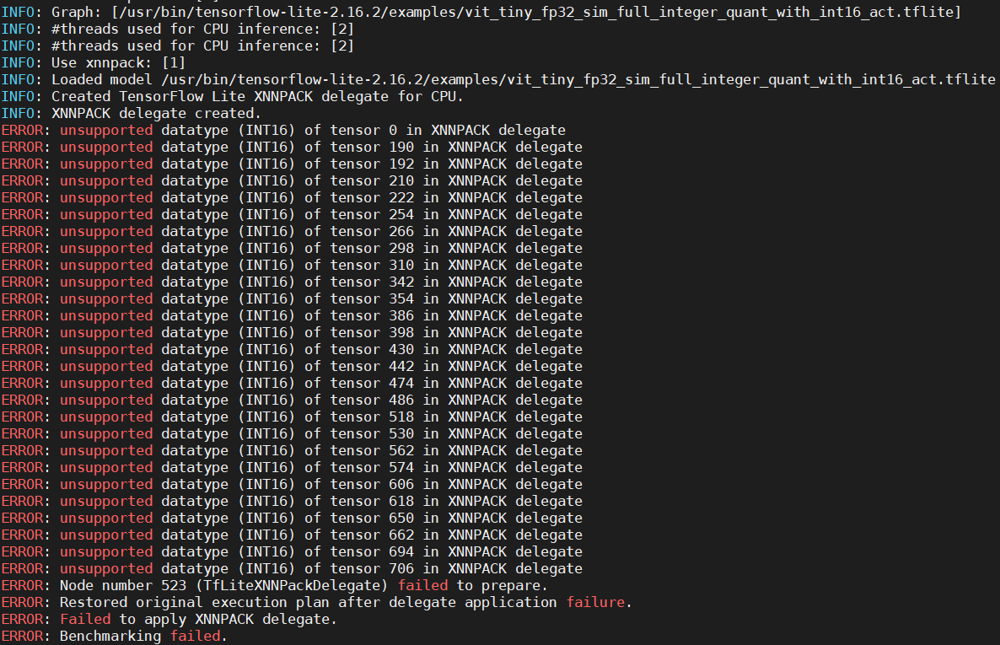 INFO: Graph: [/usr/bin/tensorflow-lite-2.16.2/examples/vit_tiny_fp32_sim_full_integer_quant_with_int16_act.tflite]
INFO: #threads used for CPU inference: [2]
INFO: #threads used for CPU inference: [2]
INFO: Use xnnpack: [1]
INFO: Loaded model /usr/bin/tensorflow-lite-2.16.2/examples/vit_tiny_fp32_sim_full_integer_quant_with_int16_act.tflite
INFO: Created TensorFlow Lite XNNPACK delegate for CPU.
INFO: XNNPACK delegate created.
ERROR: unsupported datatype (INT16) of tensor 0 in XNNPACK delegate
ERROR: unsupported datatype (INT16) of tensor 190 in XNNPACK delegate
ERROR: unsupported datatype (INT16) of tensor 192 in XNNPACK delegate
ERROR: unsupported datatype (INT16) of tensor 210 in XNNPACK delegate
ERROR: unsupported datatype (INT16) of tensor 222 in XNNPACK delegate
ERROR: unsupported datatype (INT16) of tensor 254 in XNNPACK delegate
ERROR: unsupported datatype (INT16) of tensor 266 in XNNPACK delegate
ERROR: unsupported datatype (INT16) of tensor 298 in XNNPACK delegate
ERROR: unsupported datatype (INT16) of tensor 310 in XNNPACK delegate
ERROR: unsupported datatype (INT16) of tensor 342 in XNNPACK delegate
ERROR: unsupported datatype (INT16) of tensor 354 in XNNPACK delegate
ERROR: unsupported datatype (INT16) of tensor 386 in XNNPACK delegate
ERROR: unsupported datatype (INT16) of tensor 398 in XNNPACK delegate
ERROR: unsupported datatype (INT16) of tensor 430 in XNNPACK delegate
ERROR: unsupported datatype (INT16) of tensor 442 in XNNPACK delegate
ERROR: unsupported datatype (INT16) of tensor 474 in XNNPACK delegate
ERROR: unsupported datatype (INT16) of tensor 486 in XNNPACK delegate
ERROR: unsupported datatype (INT16) of tensor 518 in XNNPACK delegate
ERROR: unsupported datatype (INT16) of tensor 530 in XNNPACK delegate
ERROR: unsupported datatype (INT16) of tensor 562 in XNNPACK delegate
ERROR: unsupported datatype (INT16) of tensor 574 in XNNPACK delegate
ERROR: unsupported datatype (INT16) of tensor 606 in XNNPACK delegate
ERROR: unsupported datatype (INT16) of tensor 618 in XNNPACK delegate
ERROR: unsupported datatype (INT16) of tensor 650 in XNNPACK delegate
ERROR: unsupported datatype (INT16) of tensor 662 in XNNPACK delegate
ERROR: unsupported datatype (INT16) of tensor 694 in XNNPACK delegate
ERROR: unsupported datatype (INT16) of tensor 706 in XNNPACK delegate
ERROR: Node number 523 (TfLiteXNNPackDelegate) failed to prepare.
ERROR: Restored original execution plan after delegate application failure.
ERROR: Failed to apply XNNPACK delegate.
ERROR: Benchmarking failed.